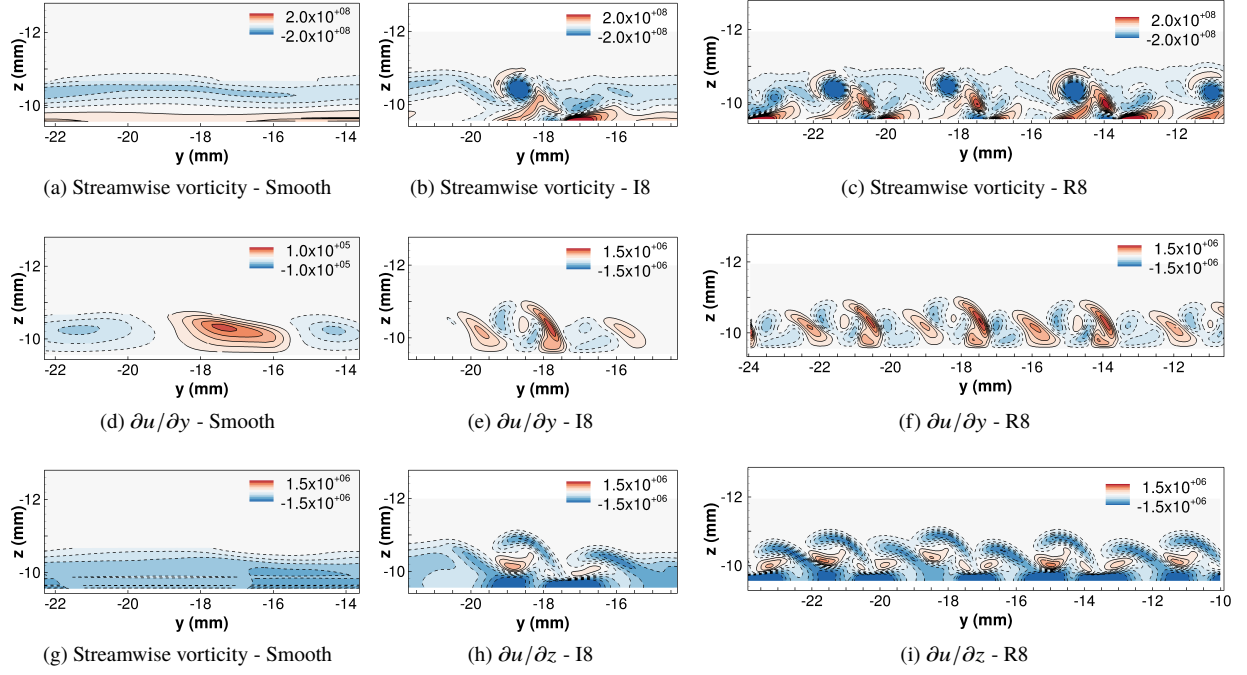 2.0x10+08
-2.0x10+08
z (mm)
-12
-10
-22 -20 -18 -16 -14
y (mm)
(a) Streamwise vorticity - Smooth
2.0x10+08
-2.0x10+08
z (mm)
-12
-10
-22 -20 -18 -16
y (mm)
(b) Streamwise vorticity - I8
2.0x10+08
-2.0x10+08
z (mm)
-12
-10
-22 -20 -18 -16 -14 -12
y (mm)
(c) Streamwise vorticity - R8
1.0x10+05
-1.0x10+05
z (mm)
-12
-10
-22 -20 -18 -16 -14
y (mm)
(d) ∂u/∂y - Smooth
1.5x10+06
-1.5x10+06
z (mm)
-12
-10
-22 -20 -18 -16
y (mm)
(e) ∂u/∂y - I8
1.5x10+06
-1.5x10+06
z (mm)
-12
-10
-24 -22 -20 -18 -16 -14 -12
y (mm)
(f) ∂u/∂y - R8
1.5x10+06
-1.5x10+06
z (mm)
-12
-10
-22 -20 -18 -16 -14
y (mm)
(g) Streamwise vorticity - Smooth
1.5x10+06
-1.5x10+06
z (mm)
-12
-10
-22 -20 -18 -16
y (mm)
(h) ∂u/∂z - I8
1.5x10+06
-1.5x10+06
z (mm)
-12
-10
-22 -20 -18 -16 -14 -12 -10
y (mm)
(i) ∂u/∂z - R8